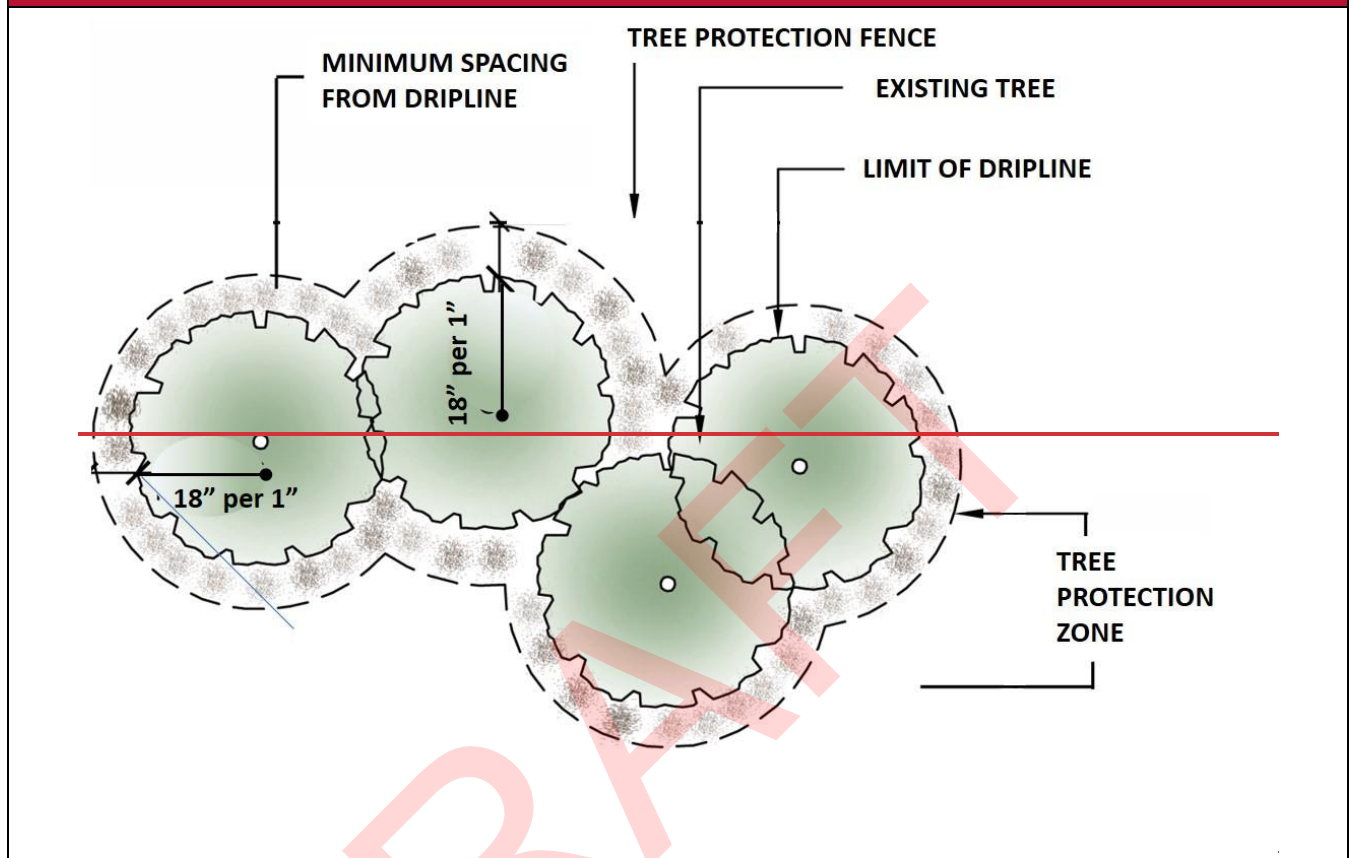 TREE PROTECTION FENCE
MINIMUM SPACING
FROM DRIPLINE
EXISTING TREE
LIMIT OF DRIPLINE
18” per 1”
18” per 1”
TREE
PROTECTION
ZONE
DRAFT